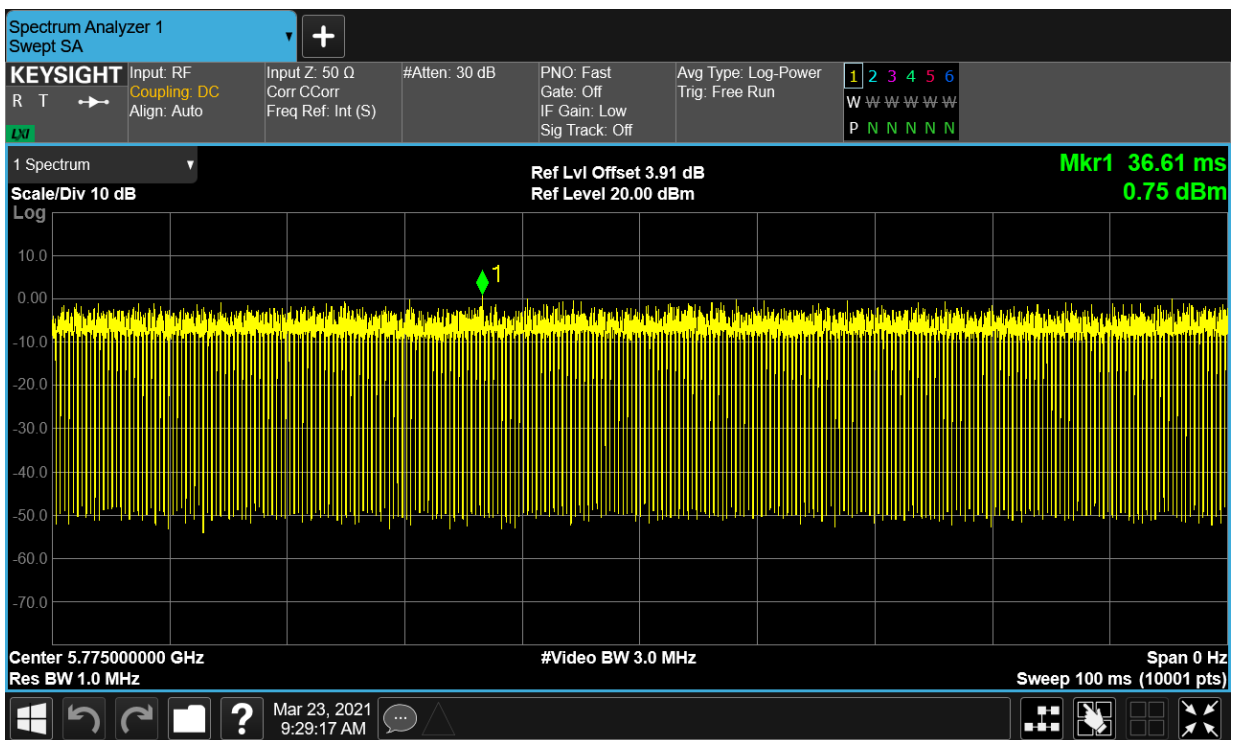 Spectrum Analyzer 1
Swept SA
KEYSIGHT
R T
LXI
Input: RF
Coupling: DC
Align: Auto
Input Z: 50 Ω
Corr CCorr
Freq Ref: Int (S)
#Atten: 30 dB
PNO: Fast
Gate: Off
IF Gain: Low
Sig Track: Off
Avg Type: Log-Power
Trig: Free Run
1 2 3 4 5 6
W W W W W W
P N N N N N
1 Spectrum
Scale/Div 10 dB
Log
Ref Lvl Offset 3.91 dB
Ref Level 20.00 dBm
Mkr1 36.61 ms
0.75 dBm
1
10.0
0.00
-10.0
-20.0
-30.0
-40.0
-50.0
-60.0
-70.0
Center 5.775000000 GHz
Res BW 1.0 MHz
#Video BW 3.0 MHz
Span 0 Hz
Sweep 100 ms (10001 pts)
?
Mar 23, 2021
9:29:17 AM